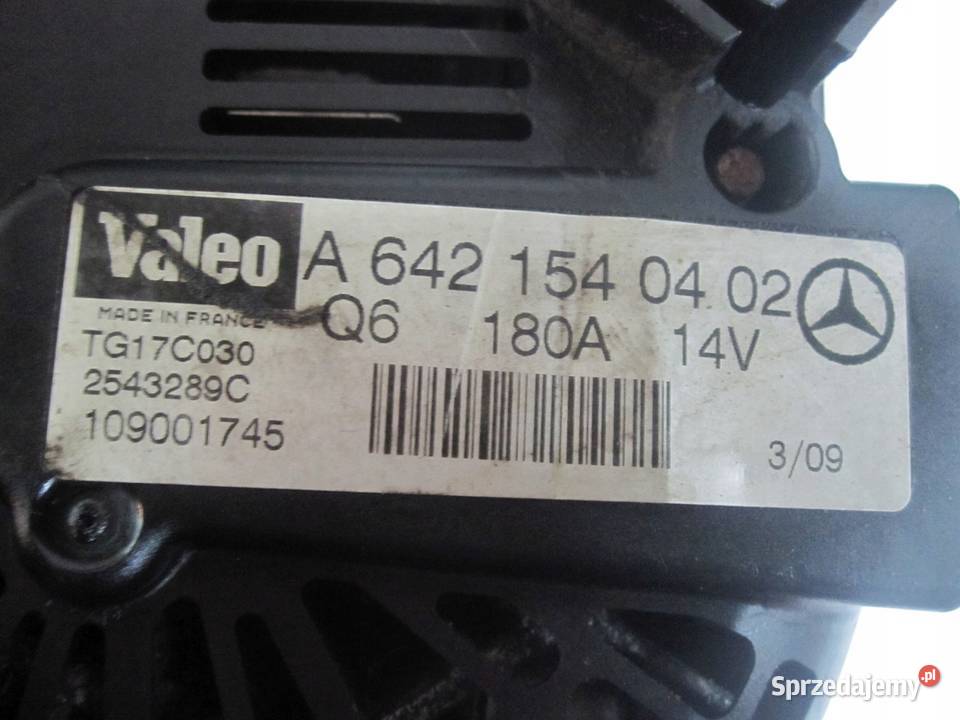 Valeo
A 642 154 04 02
MADE IN FRANCE
Q6 180A 14V
TG17C030
2543289C
109001745
3/09
Sprzedajemy.pl